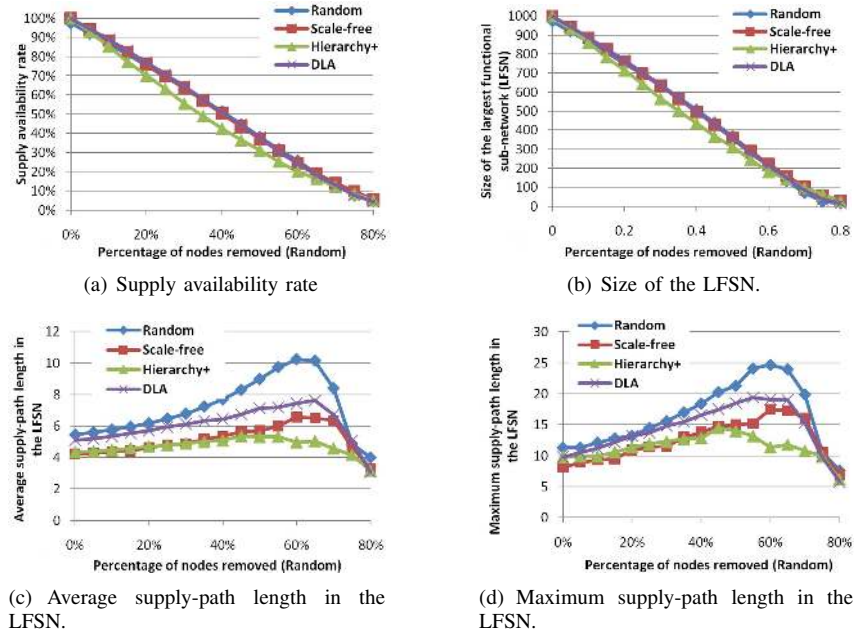 100%
90%
80%
70%
60%
50%
40%
30%
20%
10%
0%
Supply availability rate
Random
Scale-free
Hierarchy+
DLA
0% 20% 40% 60% 80%
Percentage of nodes removed (Random)
(a) Supply availability rate
1000
900
800
700
600
500
400
300
200
100
0
Size of the largest functional
sub-network (LFSN)
Random
Scale-free
Hierarchy+
DLA
0 0.2 0.4 0.6 0.8
Percentage of nodes removed (Random)
(b) Size of the LFSN.
12
10
8
6
4
2
0
Average supply-path length in
the LFSN
Random
Scale-free
Hierarchy+
DLA
0% 20% 40% 60% 80%
Percentage of nodes removed (Random)
(c) Average supply-path length in the
LFSN.
30
25
20
15
10
5
0
Maximum supply-path length in
the LFSN
Random
Scale-free
Hierarchy+
DLA
0% 20% 40% 60% 80%
Percentage of nodes removed (Random)
(d) Maximum supply-path length in the
LFSN.